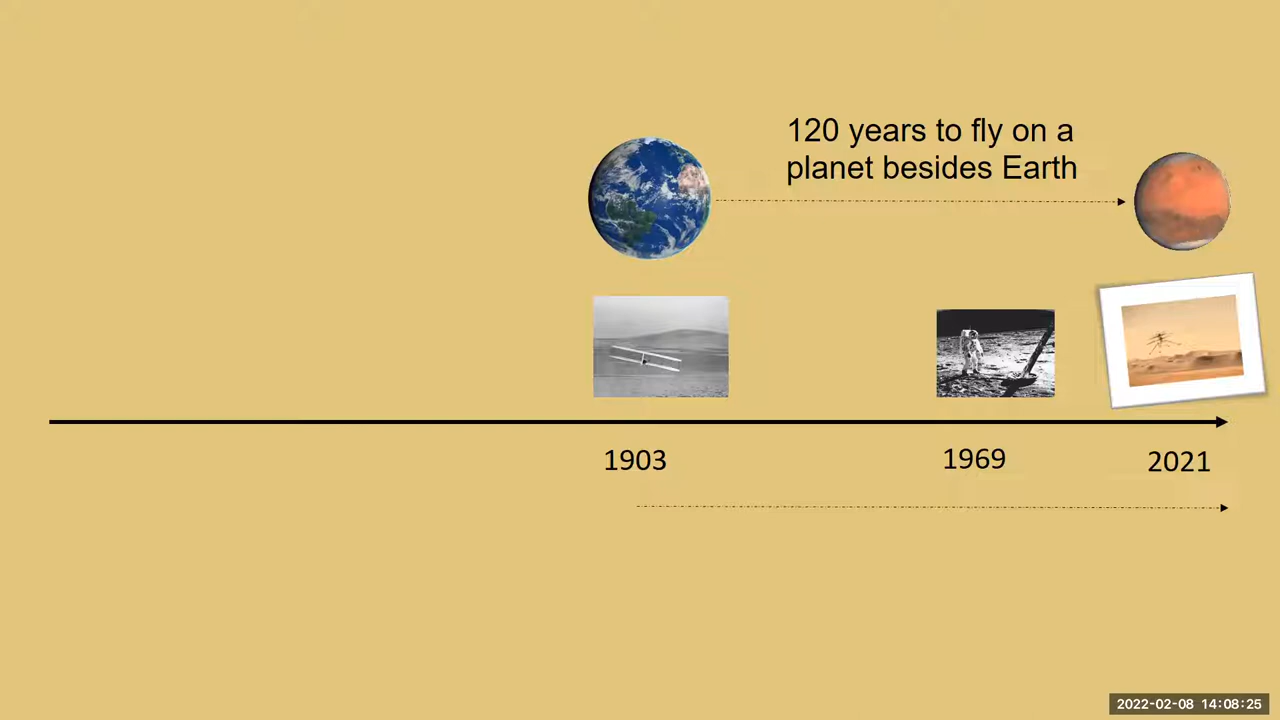 120 years to fly on a
planet besides Earth
1903
1969
2021
2022-02-08 14:08:25